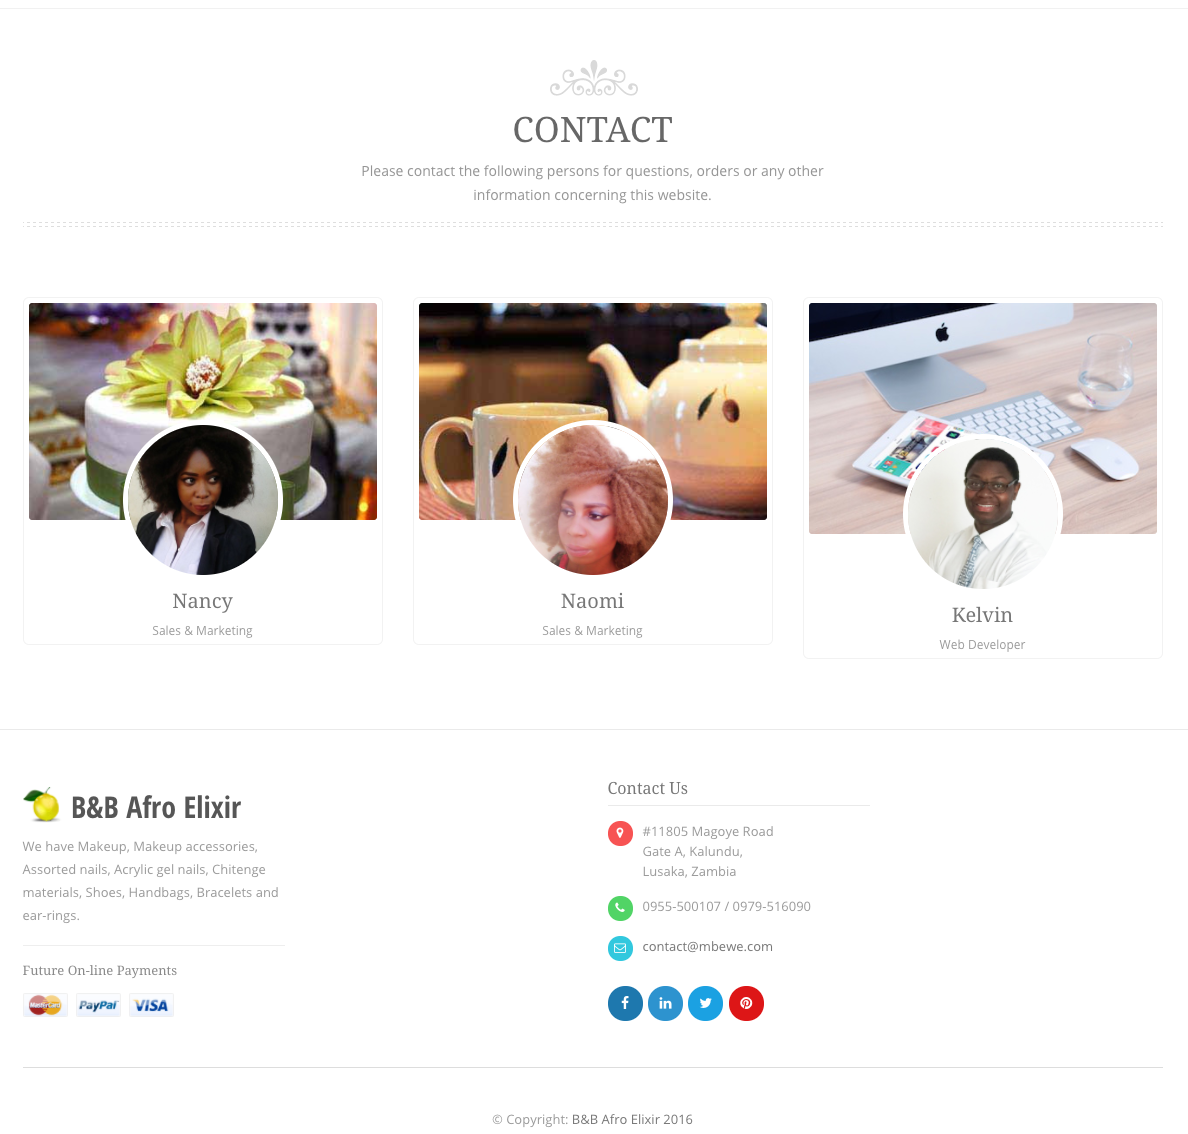 CONTACT
Please contact the following persons for questions, orders or any other
information concerning this website.
Nancy
Sales & Marketing
Naomi
Sales & Marketing
Kelvin
Web Developer
B&B Afro Elixir
We have Makeup, Makeup accessories,
Assorted nails, Acrylic gel nails, Chitenge
materials, Shoes, Handbags, Bracelets and
ear-rings.
Future On-line Payments
MasterCard
PayPal
VISA
Contact Us
#11805 Magoye Road
Gate A, Kalundu,
Lusaka, Zambia
0955-500107 / 0979-516090
contact@mbewe.com
© Copyright: B&B Afro Elixir 2016